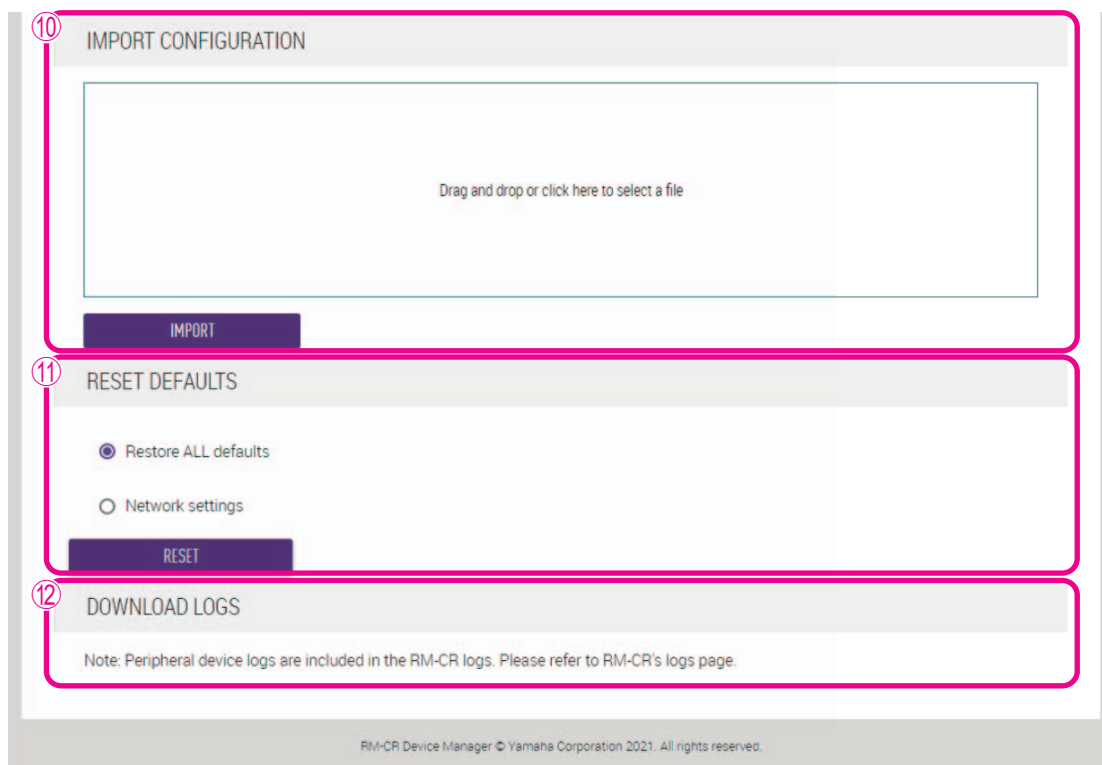 ⑩
IMPORT CONFIGURATION
Drag and drop or click here to select a file
IMPORT
⑪
RESET DEFAULTS
Restore ALL defaults
Network settings
RESET
⑫
DOWNLOAD LOGS
Note: Peripheral device logs are included in the RM-CR logs. Please refer to RM-CR's logs page.
RM-CR Device Manager © Yamaha Corporation 2021. All rights reserved.